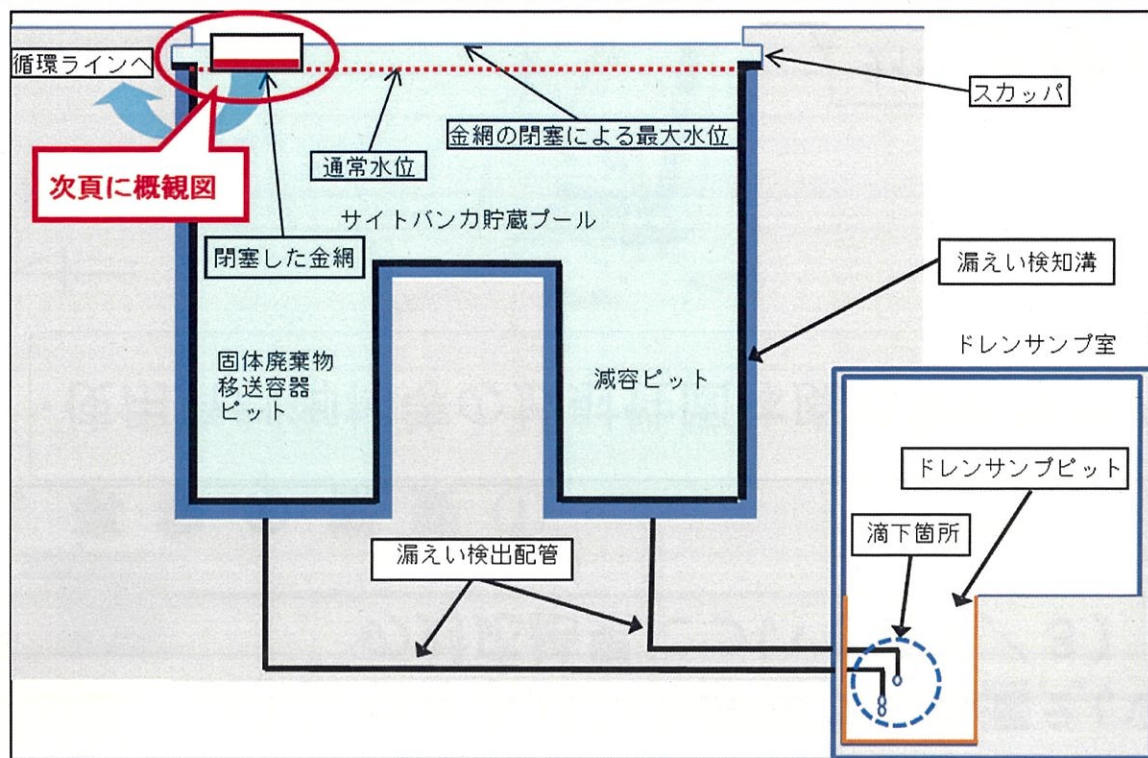 循環ラインへ
スカッパ
金網の閉塞による最大水位
通常水位
次頁に概観図
サイトバンカ貯蔵プール
閉塞した金網
漏えい検知溝
ドレンサンプ室
固体廃棄物
移送容器
ピット
減容ピット
ドレンサンプピット
滴下箇所
漏えい検出配管